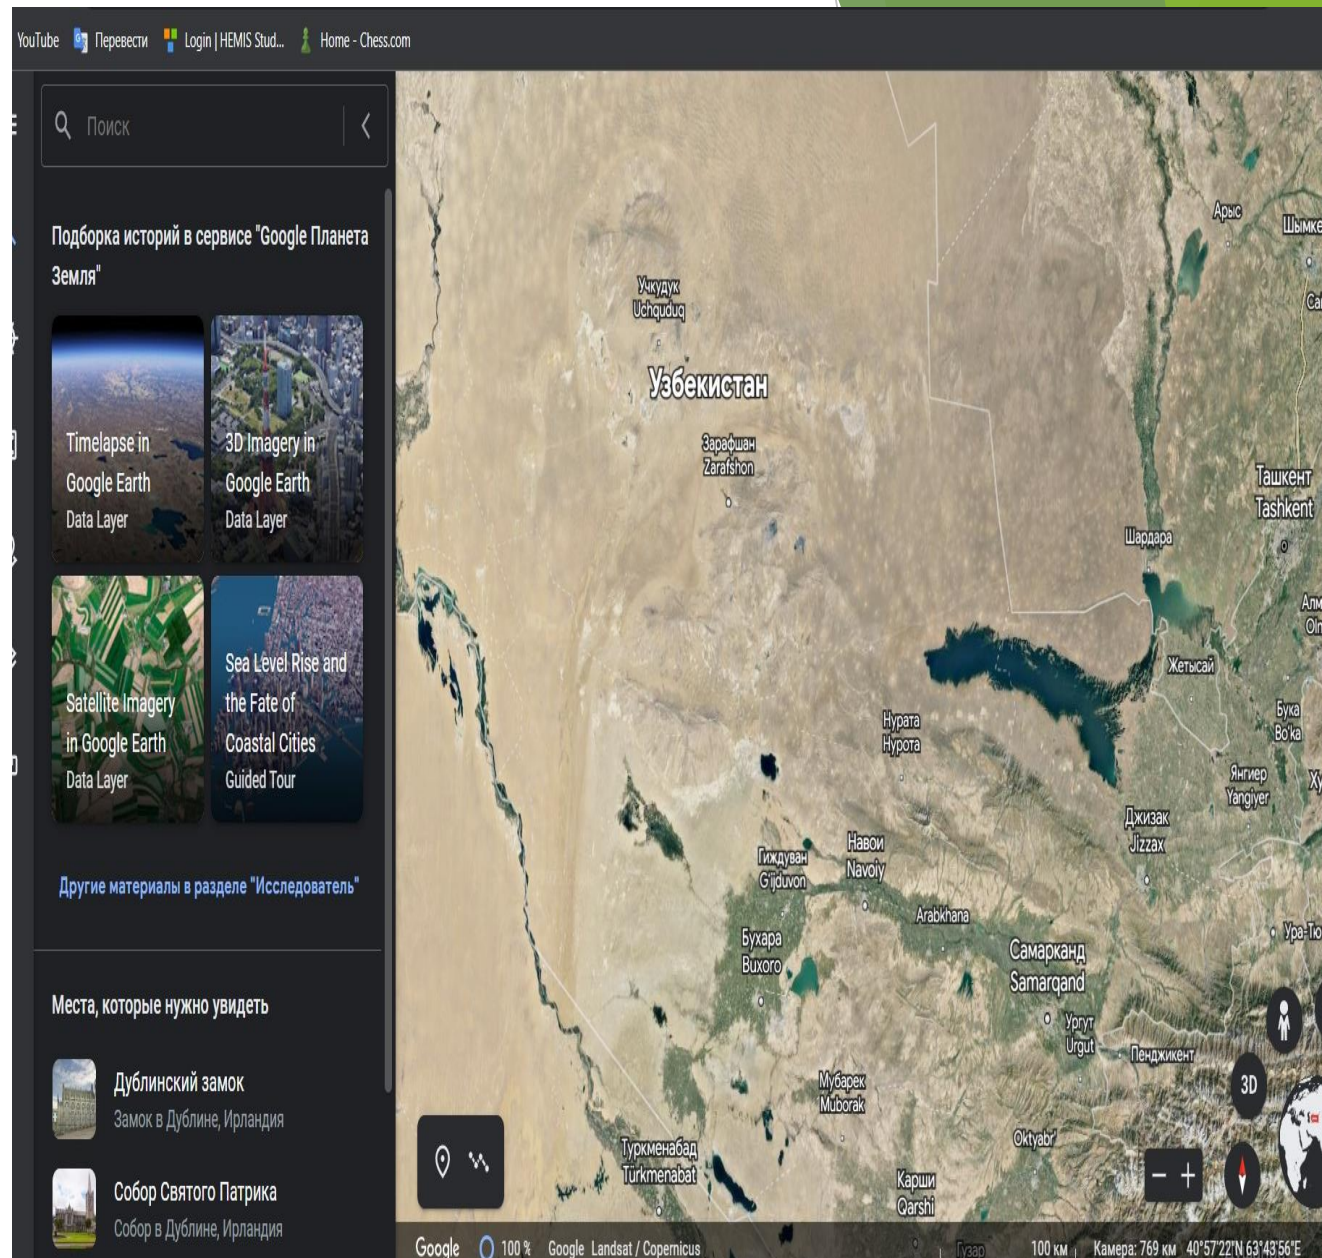 YouTube Перевести Login | HEMIS Stud... Home - Chess.com
Поиск
Подборка историй в сервисе "Google Планета
Земля"
Timelapse in
Google Earth
Data Layer
3D Imagery in
Google Earth
Data Layer
Satellite Imagery
in Google Earth
Data Layer
Sea Level Rise and
the Fate of
Coastal Cities
Guided Tour
Другие материалы в разделе "Исследователь"
Места, которые нужно увидеть
Дублинский замок
Замок в Дублине, Ирландия
Собор Святого Патрика
Собор в Дублине, Ирландия
Арыс
Шымке
Учкудук
Uchquduq
Узбекистан
Зарафшан
Zarafshon
Ташкент
Tashkent
Шардара
Жетысай
Бука
Bo'ka
Нурата
Нурота
Янгиер
Yangiyer
Джизак
Jizzax
Гиждуван
G'ijduvon
Навои
Navoiy
Arabkhana
Бухара
Buxoro
Самарканд
Samarqand
Ура-Тю
Ургут
Urgut
Пенджикент
Мубарек
Muborak
Oktyabr'
Туркменабад
Türkmenabat
Карши
Qarshi
Гузар
3D
Google 100 % Google Landsat / Copernicus 100 км Камера: 769 км 40°57'22"N 63°43'56"E